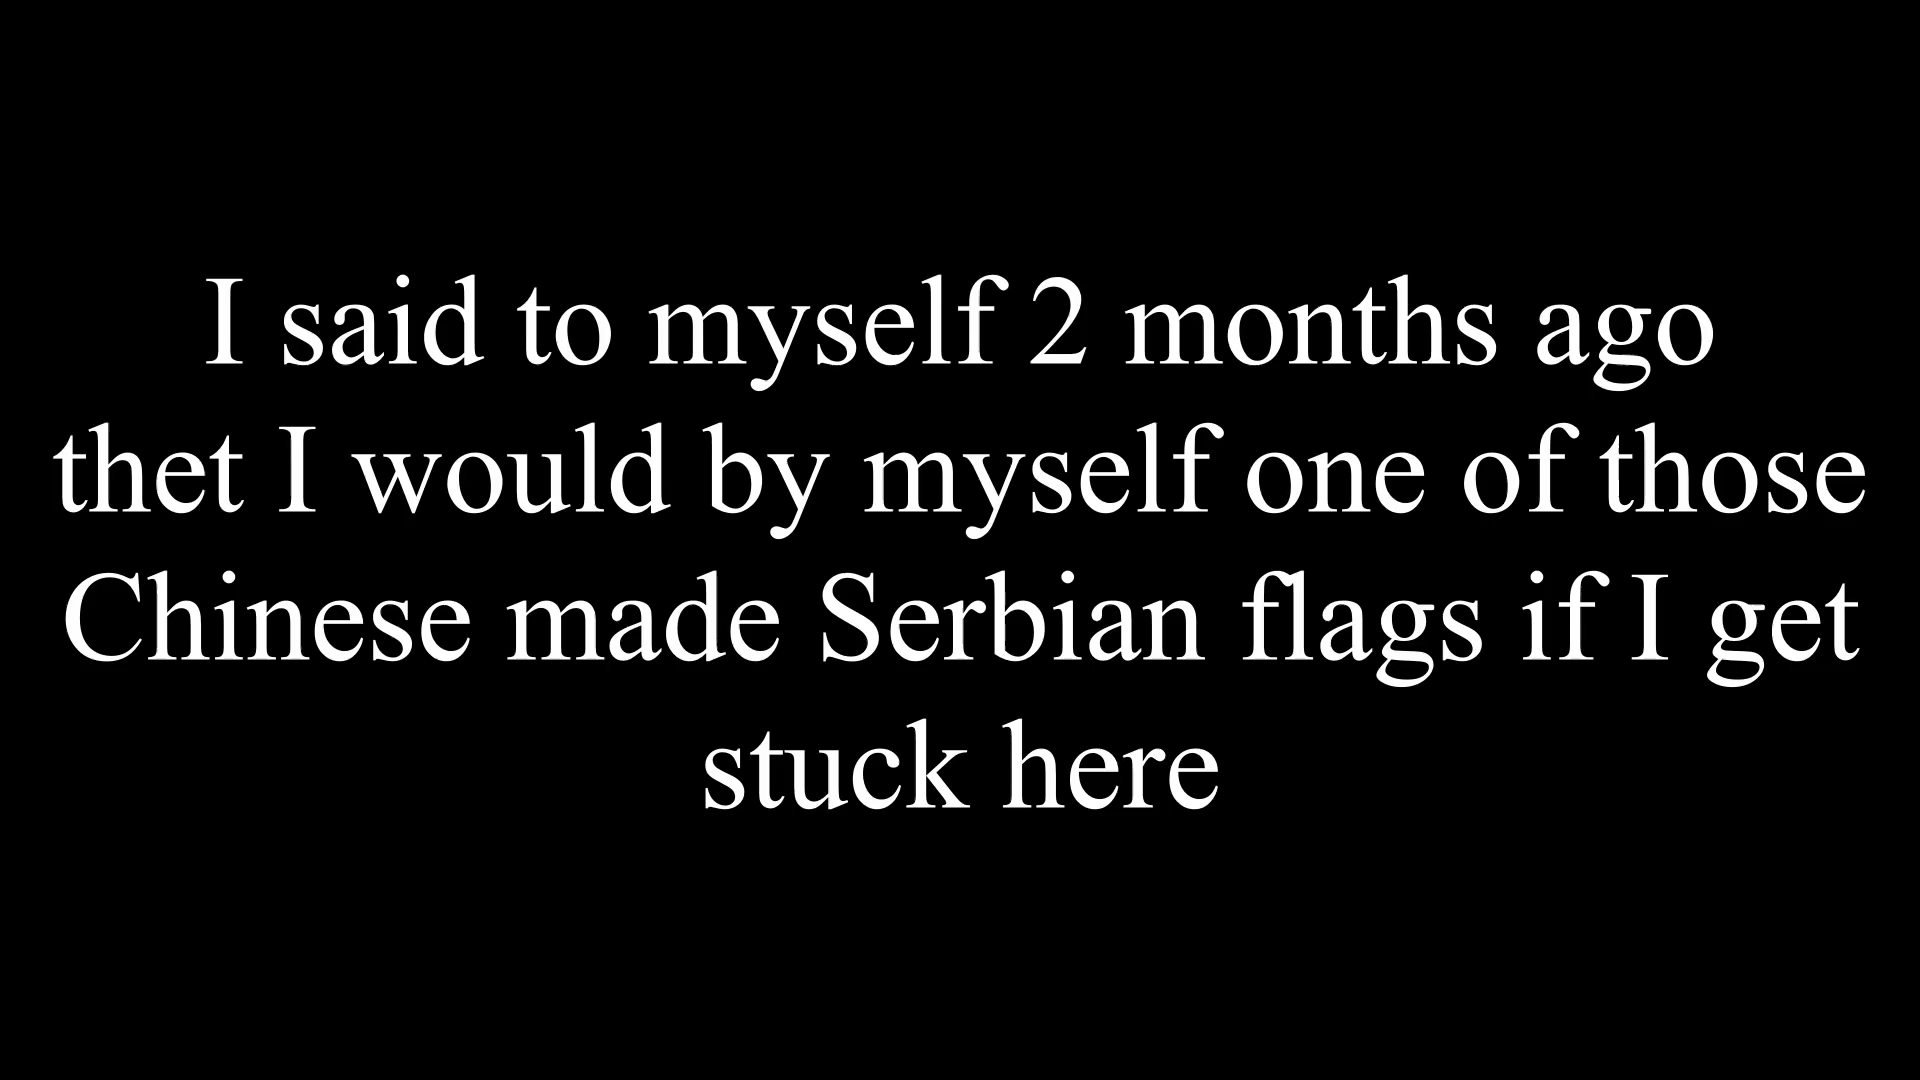 I said to myself 2 months ago
thet I would by myself one of those
Chinese made Serbian flags if I get
stuck here